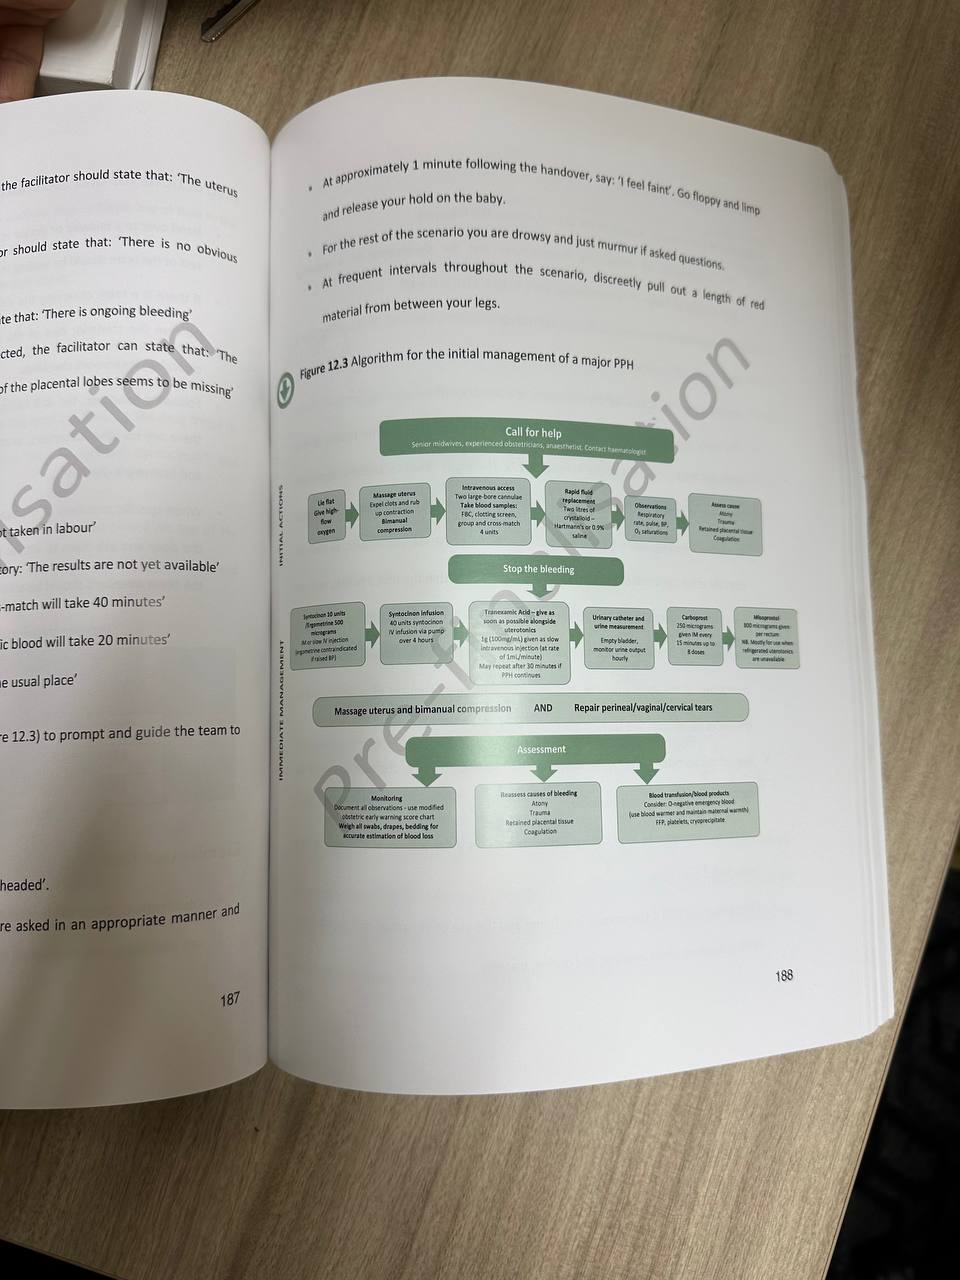 the facilitator should state that: 'The uterus
or should state that: 'There is no obvious
te that: 'There is ongoing bleeding'
cted, the facilitator can state that: 'The
of the placental lobes seems to be missing'
ot taken in labour'
tory: 'The results are not yet available'
-match will take 40 minutes'
ic blood will take 20 minutes'
e usual place'
re 12.3) to prompt and guide the team to
headed'.
re asked in an appropriate manner and
187
• At approximately 1 minute following the handover, say: 'I feel faint'. Go floppy and limp
and release your hold on the baby.
• For the rest of the scenario you are drowsy and just murmur if asked questions.
• At frequent intervals throughout the scenario, discreetly pull out a length of red
material from between your legs.
Figure 12.3 Algorithm for the initial management of a major PPH
Call for help
Senior midwives, experienced obstetricians, anaesthetist. Contact haematologist
INITIAL ACTIONS
Lie flat
Give high-
flow
oxygen
Massage uterus
Expel clots and rub
up contraction
Bimanual
compression
Intravenous access
Two large-bore cannulae
Take blood samples:
FBC, clotting screen,
group and cross-match
4 units
Rapid fluid
replacement
Two litres of
crystalloid –
Hartmann's or 0.9%
saline
Observations
Respiratory
rate, pulse, BP,
O₂ saturations
Assess cause
Atony
Trauma
Retained placental tissue
Coagulation
Stop the bleeding
IMMEDIATE MANAGEMENT
Syntocinon 10 units
/Ergometrine 500
micrograms
IM or slow IV injection
(ergometrine contraindicated
if raised BP)
Syntocinon infusion
40 units syntocinon
IV infusion via pump
over 4 hours
Tranexamic Acid – give as
soon as possible alongside
uterotonics
1g (100mg/mL) given as slow
intravenous injection (at rate
of 1mL/minute)
May repeat after 30 minutes if
PPH continues
Urinary catheter and
urine measurement
Empty bladder,
monitor urine output
hourly
Carboprost
250 micrograms
given IM every
15 minutes up to
8 doses
Misoprostol
800 micrograms given
per rectum
NB. Mostly for use when
refrigerated uterotonics
are unavailable
Massage uterus and bimanual compression AND Repair perineal/vaginal/cervical tears
Assessment
Monitoring
Document all observations - use modified
obstetric early warning score chart
Weigh all swabs, drapes, bedding for
accurate estimation of blood loss
Reassess causes of bleeding
Atony
Trauma
Retained placental tissue
Coagulation
Blood transfusion/blood products
Consider: O-negative emergency blood
(use blood warmer and maintain maternal warmth)
FFP, platelets, cryoprecipitate
188